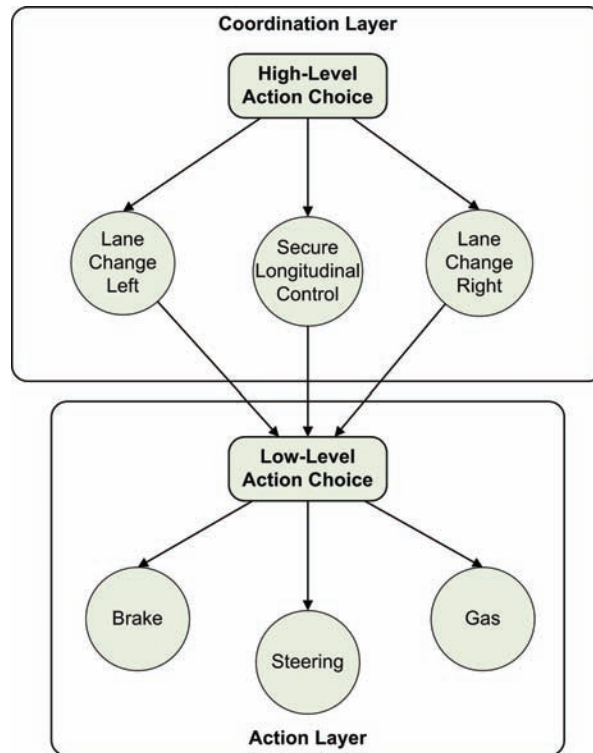 Coordination Layer
High-Level
Action Choice
Lane
Change
Left
Secure
Longitudinal
Control
Lane
Change
Right
Low-Level
Action Choice
Brake
Steering
Gas
Action Layer